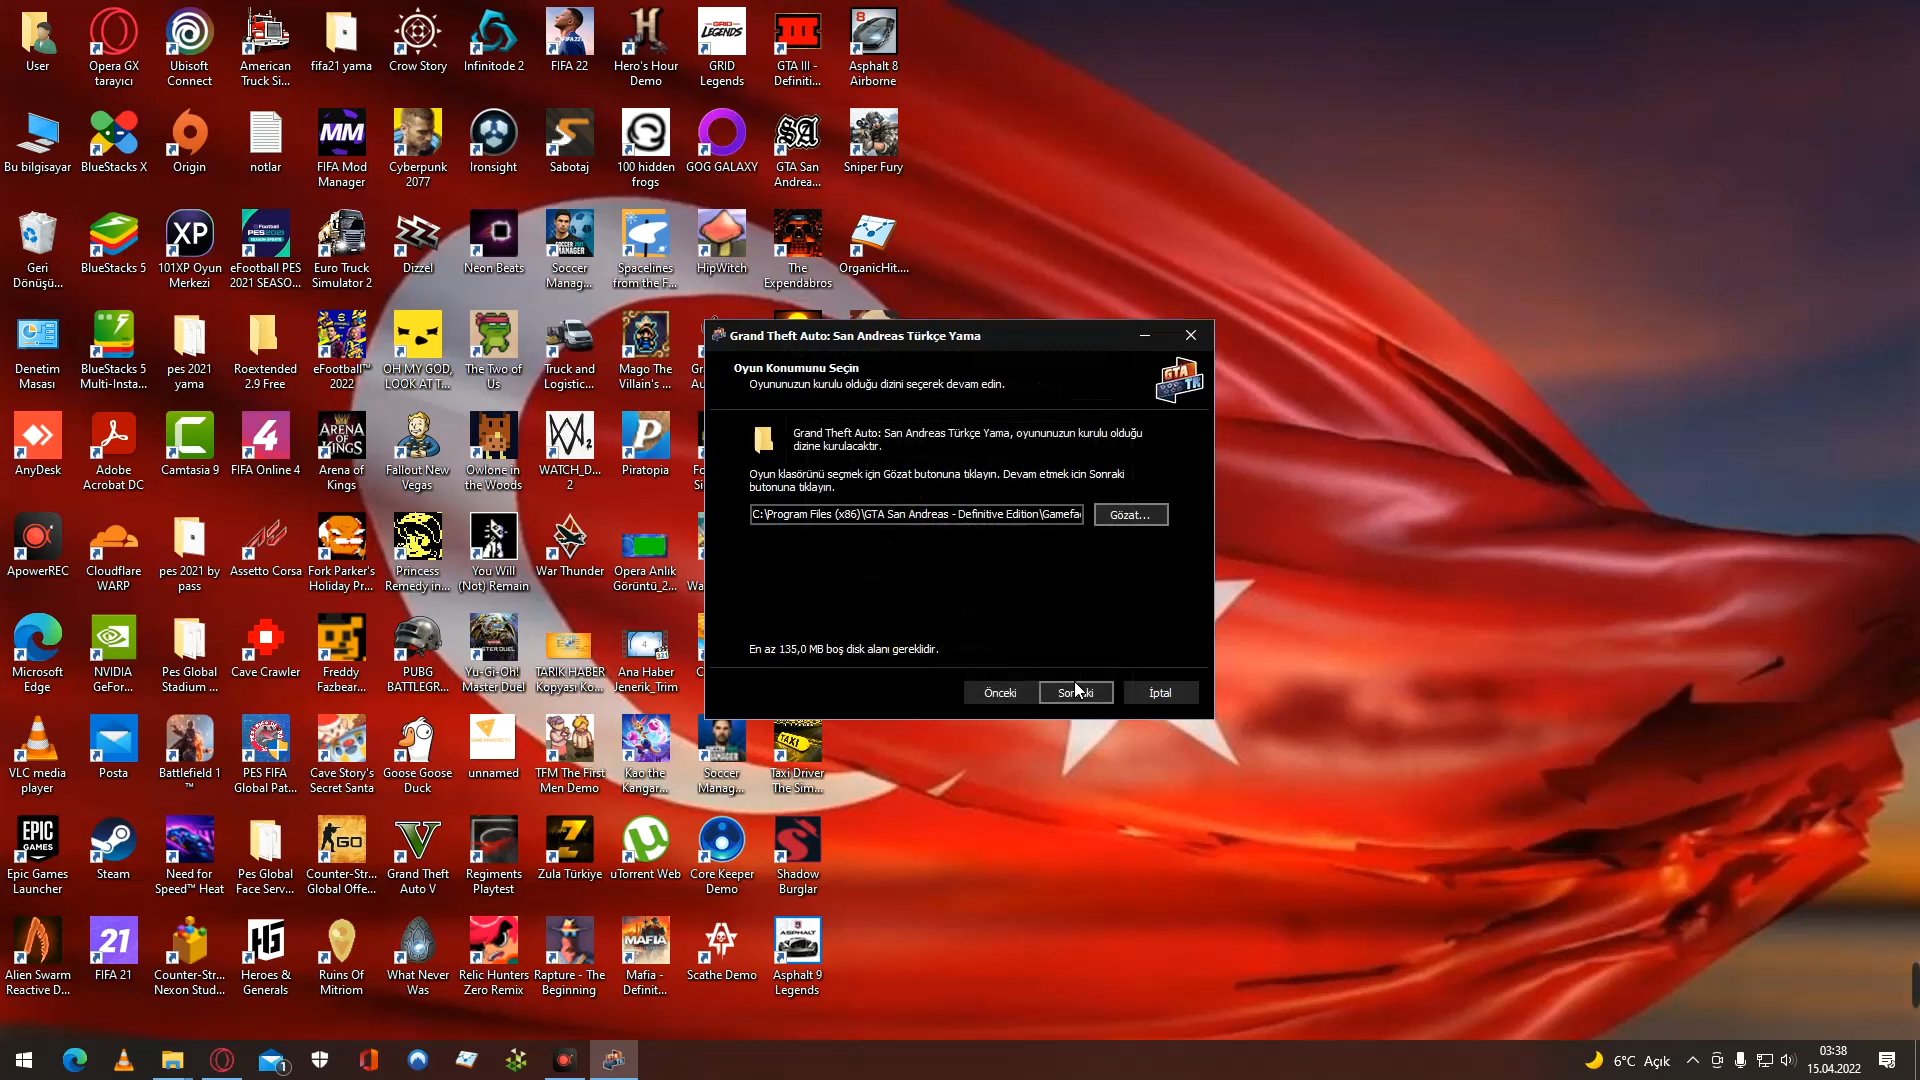 User
Opera GX
tarayıcı
Ubisoft
Connect
American
Truck Si...
fifa21 yama
Crow Story
Infinitode 2
FIFA 22
Hero's Hour
Demo
GRID
Legends
GTA III -
Definiti...
Asphalt 8
Airborne
Bu bilgisayar
BlueStacks X
Origin
notlar
FIFA Mod
Manager
Cyberpunk
2077
Ironsight
Sabotaj
100 hidden
frogs
GOG GALAXY
GTA San
Andrea...
Sniper Fury
Geri
Dönüşü...
BlueStacks 5
101XP Oyun
Merkezi
eFootball PES
2021 SEASO...
Euro Truck
Simulator 2
Dizzel
Neon Beats
Soccer
Manag...
Spacelines
from the F...
HipWitch
The
Expendabros
OrganicHit....
Denetim
Masası
BlueStacks 5
Multi-Insta...
pes 2021
yama
Roextended
2.9 Free
eFootball™
2022
OH MY GOD,
LOOK AT T...
The Two of
Us
Truck and
Logistic...
Mago The
Villain's ...
AnyDesk
Adobe
Acrobat DC
Camtasia 9
FIFA Online 4
Arena of
Kings
Fallout New
Vegas
Owlone in
the Woods
WATCH_D...
2
Piratopia
ApowerREC
Cloudflare
WARP
pes 2021 by
pass
Assetto Corsa
Fork Parker's
Holiday Pr...
Princess
Remedy in...
You Will
(Not) Remain
War Thunder
Opera Anlık
Görüntü_2...
Microsoft
Edge
NVIDIA
GeFor...
Pes Global
Stadium ...
Cave Crawler
Freddy
Fazbear...
PUBG
BATTLEGR...
Yu-Gi-Oh!
Master Duel
TARIK HABER
Kopyası Ko...
Ana Haber
Jenerik_Trim
VLC media
player
Posta
Battlefield 1
™
PES FIFA
Global Pat...
Cave Story's
Secret Santa
Goose Goose
Duck
unnamed
TFM The First
Men Demo
Kao the
Kangar...
Soccer
Manag...
Taxi Driver
The Sim...
Epic Games
Launcher
Steam
Need for
Speed™ Heat
Pes Global
Face Serv...
Counter-Str...
Global Offe...
Grand Theft
Auto V
Regiments
Playtest
Zula Türkiye
uTorrent Web
Core Keeper
Demo
Shadow
Burglar
Alien Swarm
Reactive D...
FIFA 21
Counter-Str...
Nexon Stud...
Heroes &
Generals
Ruins Of
Mitriom
What Never
Was
Relic Hunters
Zero Remix
Rapture - The
Beginning
Mafia -
Definit...
Scathe Demo
Asphalt 9
Legends
Grand Theft Auto: San Andreas Türkçe Yama
Oyun Konumunu Seçin
Oyununuzun kurulu olduğu dizini seçerek devam edin.
Grand Theft Auto: San Andreas Türkçe Yama, oyununuzun kurulu olduğu
dizine kurulacaktır.
Oyun klasörünü seçmek için Gözat butonuna tıklayın. Devam etmek için Sonraki
butonuna tıklayın.
C:\Program Files (x86)\GTA San Andreas - Definitive Edition\Gamefac
Gözat...
En az 135,0 MB boş disk alanı gereklidir.
Önceki
Sonraki
İptal
6°C Açık
03:38
15.04.2022